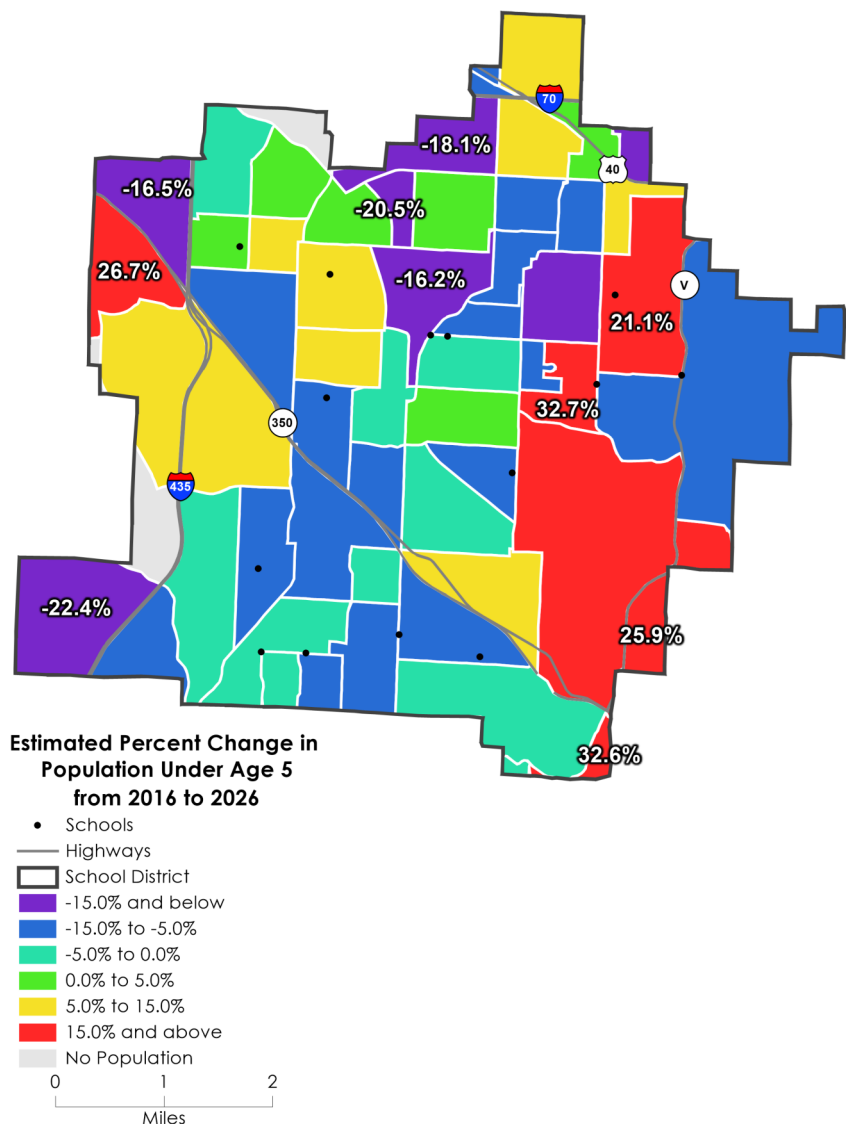 70
-18.1%
40
-16.5%
-20.5%
26.7%
-16.2%
V
21.1%
32.7%
350
435
-22.4%
25.9%
32.6%
Estimated Percent Change in
Population Under Age 5
from 2016 to 2026
Schools
Highways
School District
-15.0% and below
-15.0% to -5.0%
-5.0% to 0.0%
0.0% to 5.0%
5.0% to 15.0%
15.0% and above
No Population
0 1 2
Miles